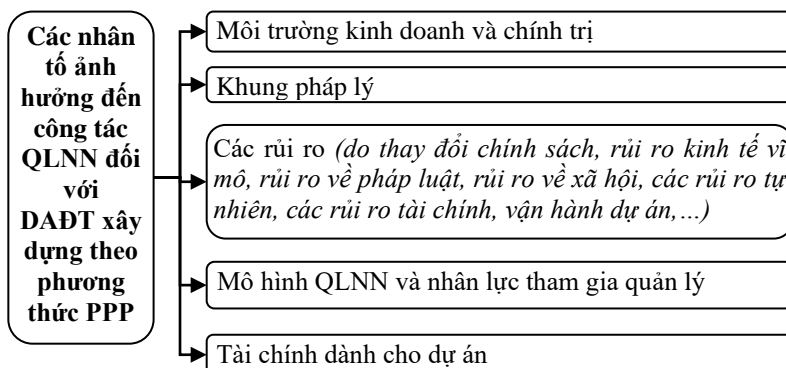 Các nhân
tố ảnh
hưởng đến
công tác
QLNN đối
với
DAĐT xây
dựng theo
phương
thức PPP
Môi trường kinh doanh và chính trị
Khung pháp lý
Các rủi ro (do thay đổi chính sách, rủi ro kinh tế vĩ
mô, rủi ro về pháp luật, rủi ro về xã hội, các rủi ro tự
nhiên, các rủi ro tài chính, vận hành dự án,...)
Mô hình QLNN và nhân lực tham gia quản lý
Tài chính dành cho dự án